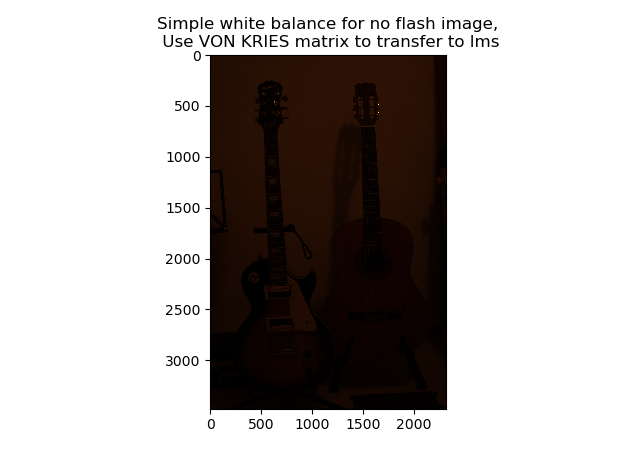 Simple white balance for no flash image,
Use VON KRIES matrix to transfer to lms
0
500
1000
1500
2000
2500
3000
0 500 1000 1500 2000